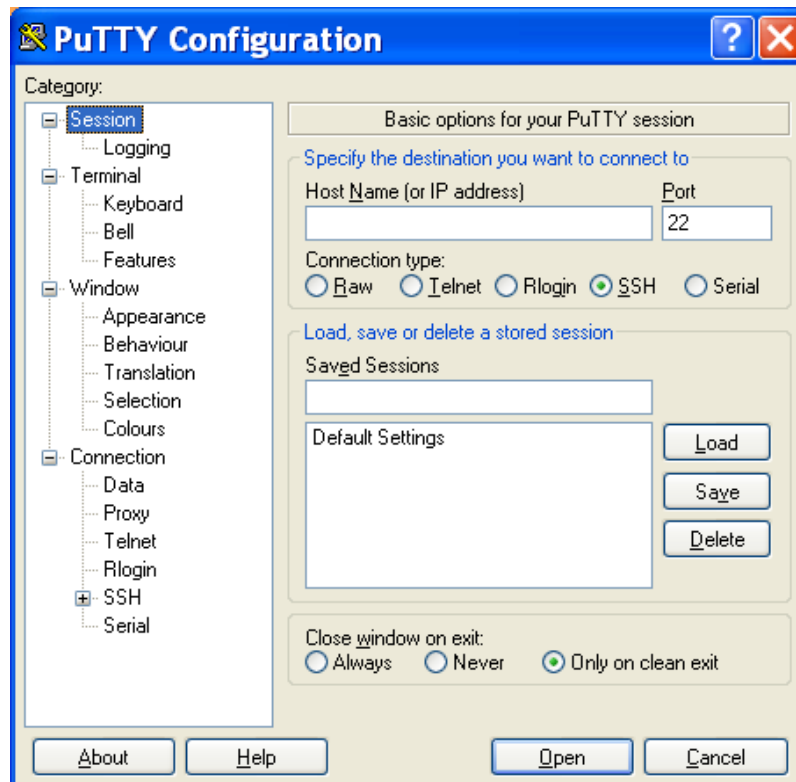 PuTTY Configuration
?
Category:
Session
Logging
Terminal
Keyboard
Bell
Features
Window
Appearance
Behaviour
Translation
Selection
Colours
Connection
Data
Proxy
Telnet
Rlogin
SSH
Serial
Basic options for your PuTTY session
Specify the destination you want to connect to
Host Name (or IP address) Port
22
Connection type:
Raw Telnet Rlogin SSH Serial
Load, save or delete a stored session
Saved Sessions
Default Settings
Load
Save
Delete
Close window on exit:
Always Never Only on clean exit
About Help Open Cancel